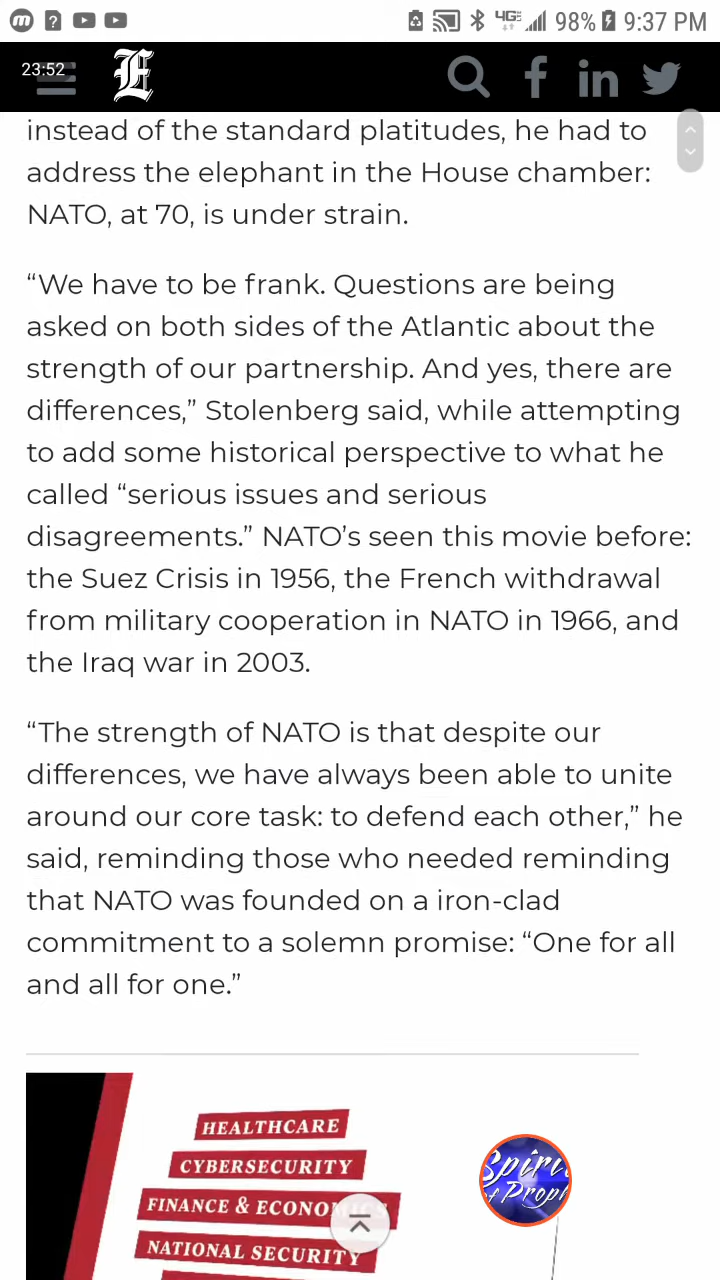 98% 9:37 PM
23:52
instead of the standard platitudes, he had to
address the elephant in the House chamber:
NATO, at 70, is under strain.
“We have to be frank. Questions are being
asked on both sides of the Atlantic about the
strength of our partnership. And yes, there are
differences,” Stolenberg said, while attempting
to add some historical perspective to what he
called “serious issues and serious
disagreements.” NATO’s seen this movie before:
the Suez Crisis in 1956, the French withdrawal
from military cooperation in NATO in 1966, and
the Iraq war in 2003.
“The strength of NATO is that despite our
differences, we have always been able to unite
around our core task: to defend each other,” he
said, reminding those who needed reminding
that NATO was founded on a iron-clad
commitment to a solemn promise: “One for all
and all for one.”
HEALTHCARE
CYBERSECURITY
FINANCE &
NATIONAL SECURITY